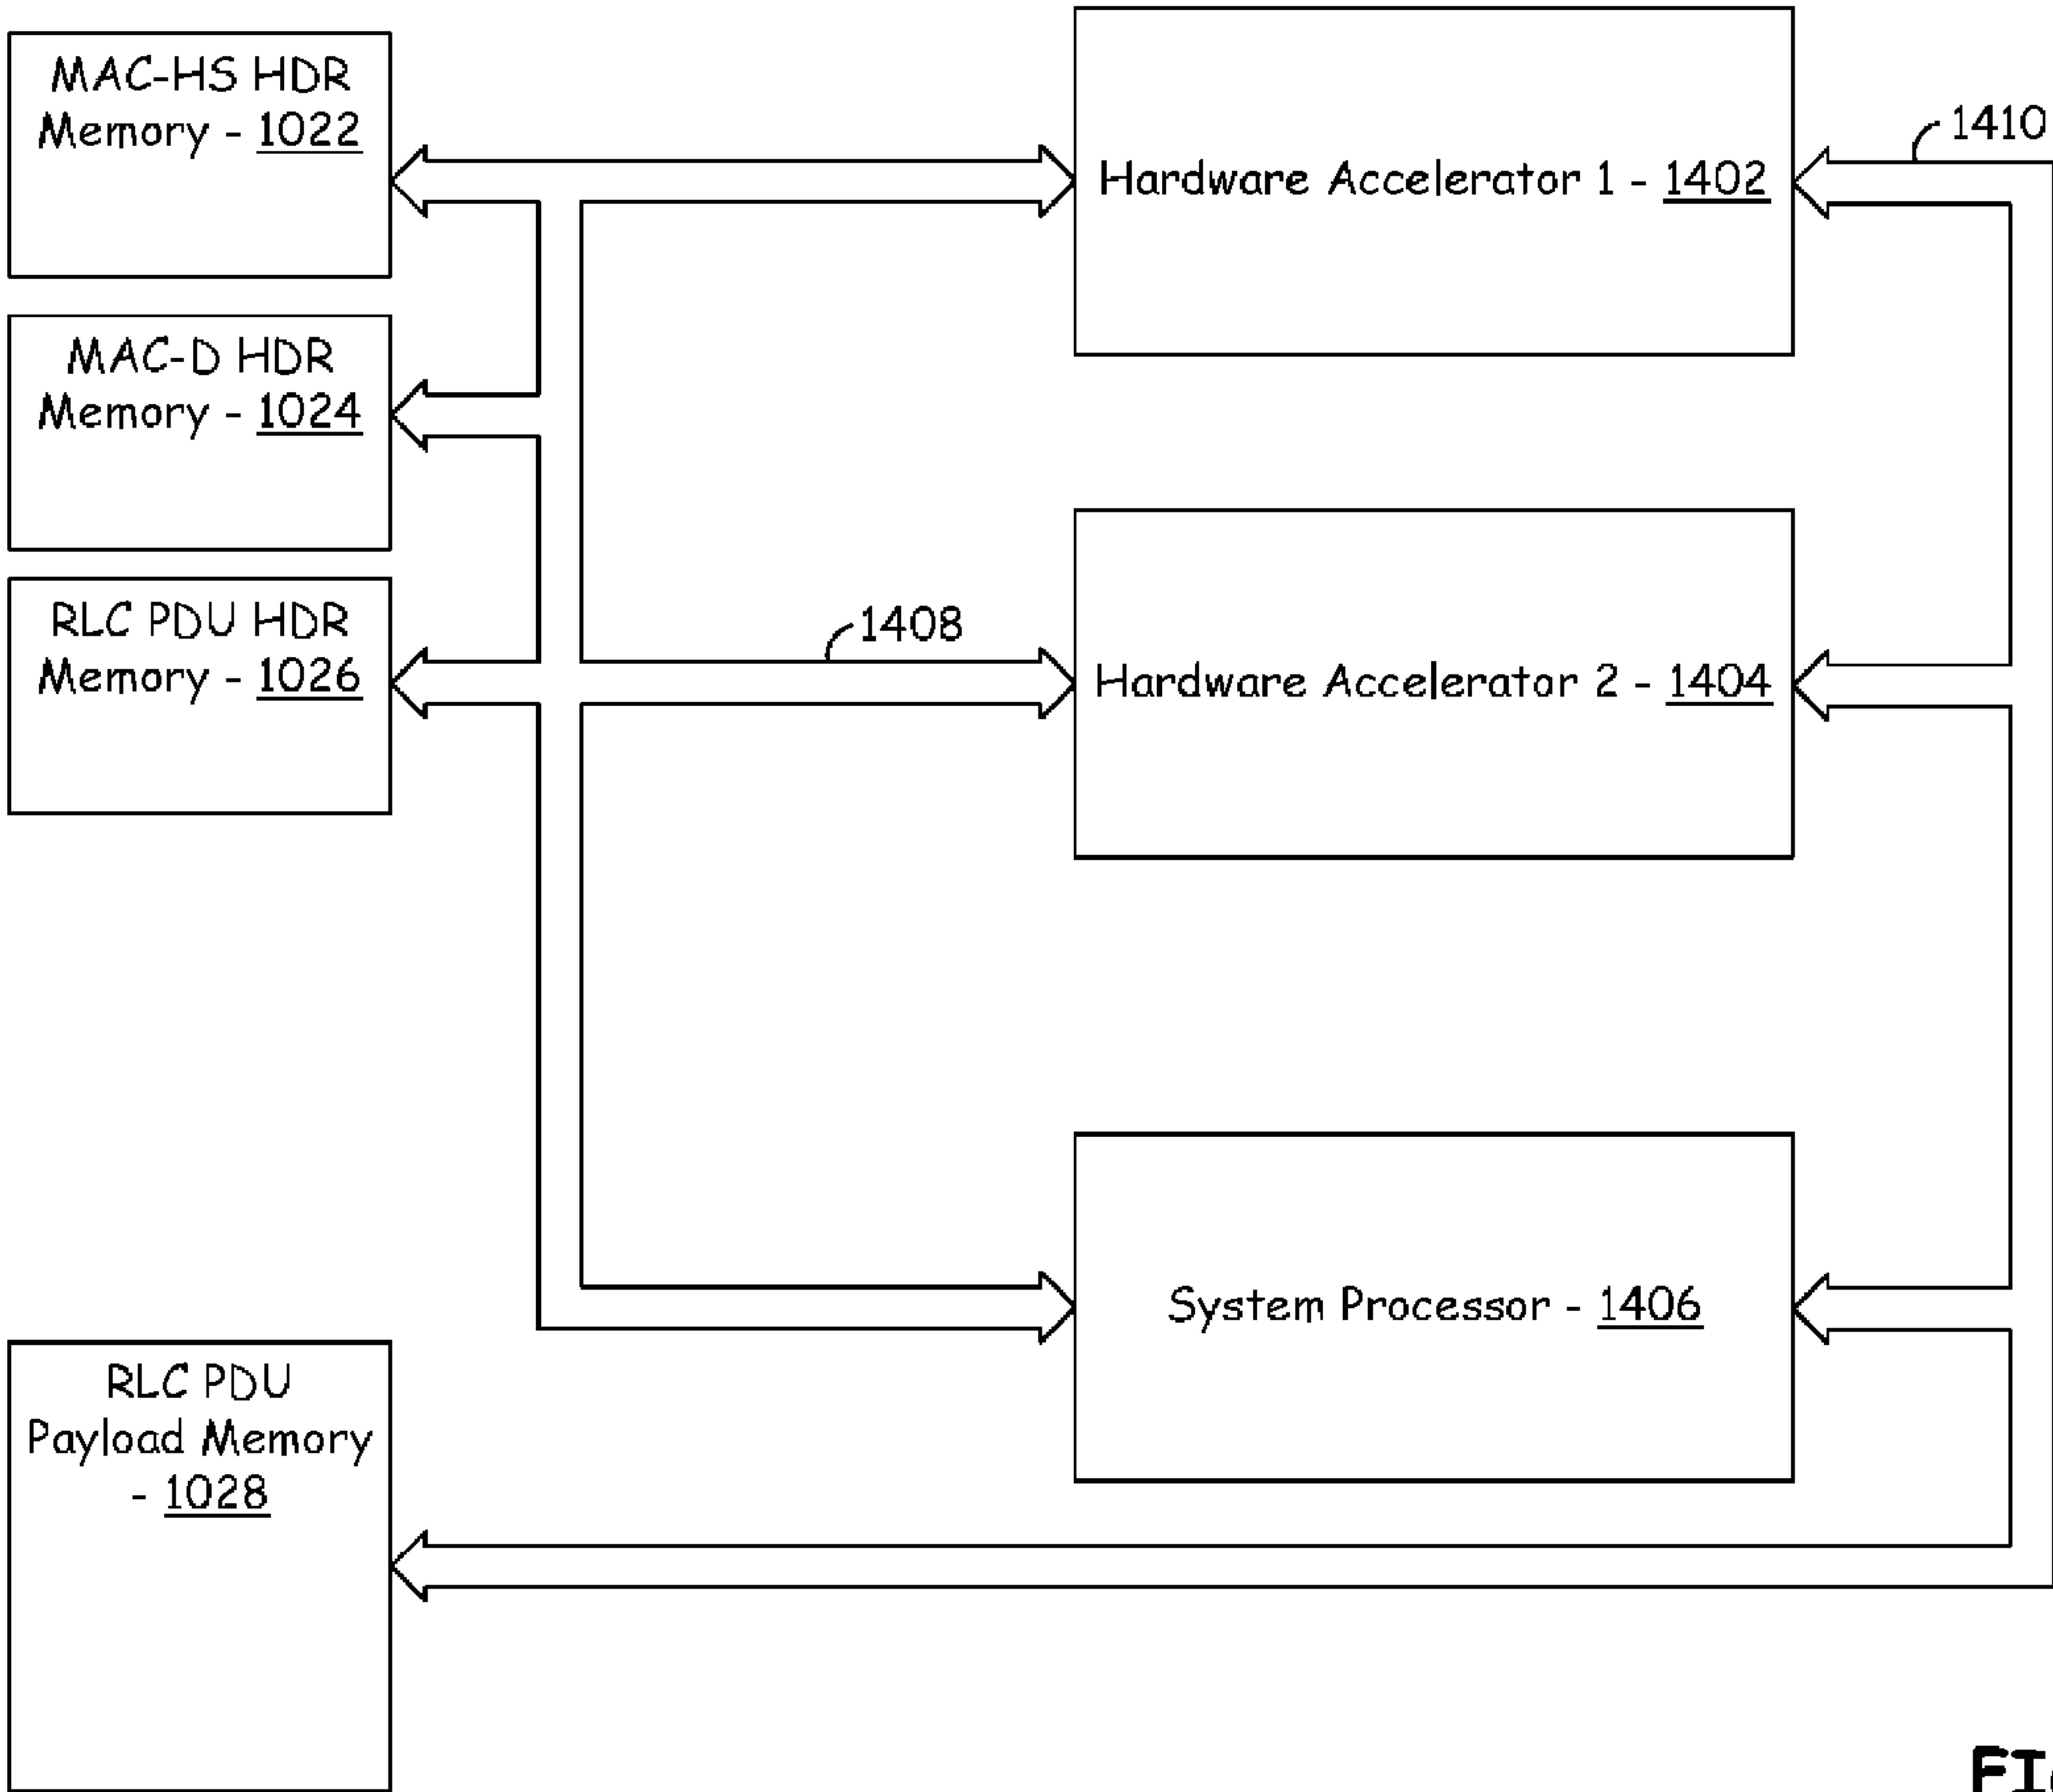 MAC-HS HDR
Memory - 1022
Hardware Accelerator 1 - 1402
1410
MAC-D HDR
Memory - 1024
RLC PDU HDR
Memory - 1026
1408
Hardware Accelerator 2 - 1404
System Processor - 1406
RLC PDU
Payload Memory
- 1028